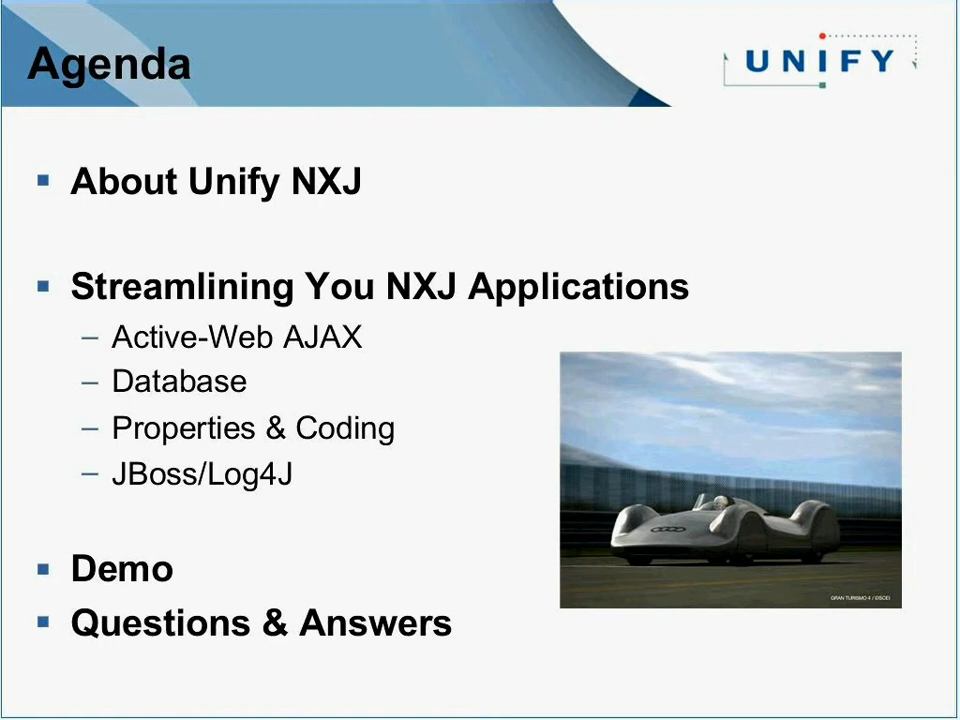 Agenda
UNIFY
About Unify NXJ
Streamlining You NXJ Applications
– Active-Web AJAX
– Database
– Properties & Coding
– JBoss/Log4J
Demo
Questions & Answers
GRAN TURISMO 4 / ©SCEI